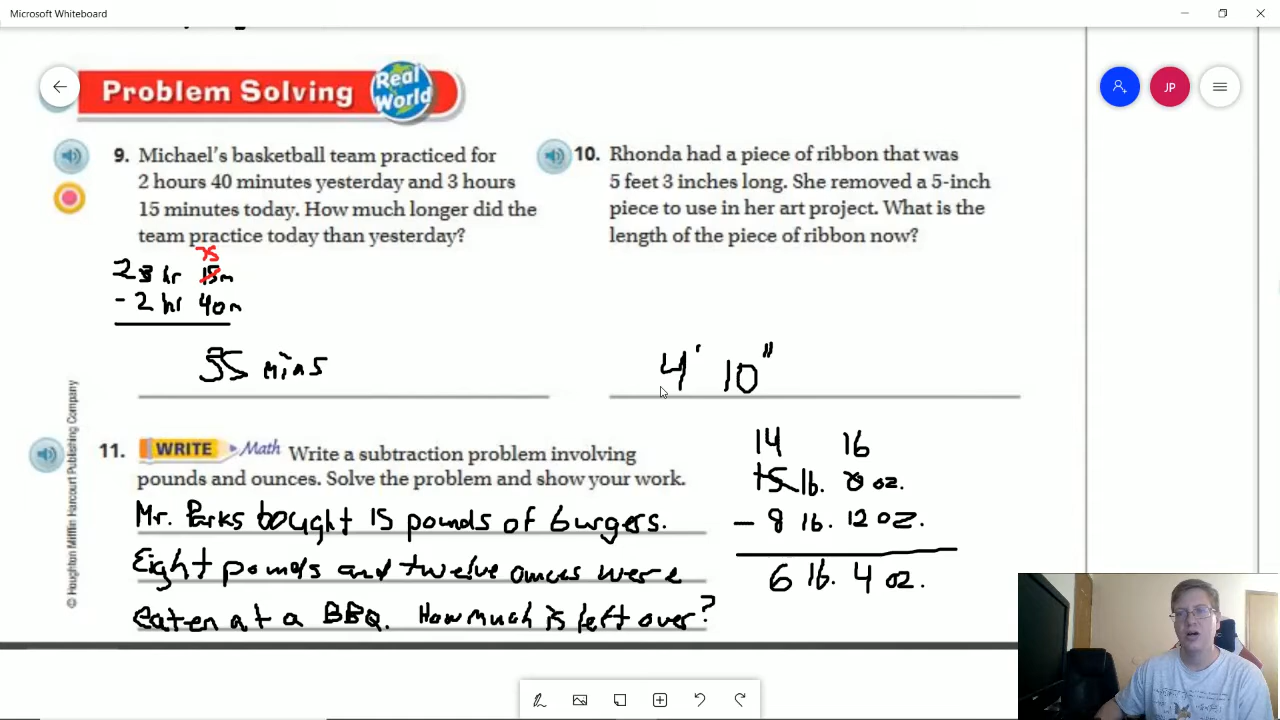 Microsoft Whiteboard
Problem Solving Real World
JP
9. Michael's basketball team practiced for
2 hours 40 minutes yesterday and 3 hours
15 minutes today. How much longer did the
team practice today than yesterday?
10. Rhonda had a piece of ribbon that was
5 feet 3 inches long. She removed a 5-inch
piece to use in her art project. What is the
length of the piece of ribbon now?
75
2 3 hr 15m
- 2 hr 40m
35 mins
4' 10"
11. WRITE Math Write a subtraction problem involving
pounds and ounces. Solve the problem and show your work.
Mr. Parks bought 15 pounds of burgers.
Eight pounds and twelve ounces were
eaten at a BBQ. How much is left over?
14 16
15 lb. 0 oz.
- 8 lb. 12 oz.
6 lb. 4 oz.
© Houghton Mifflin Harcourt Publishing Company